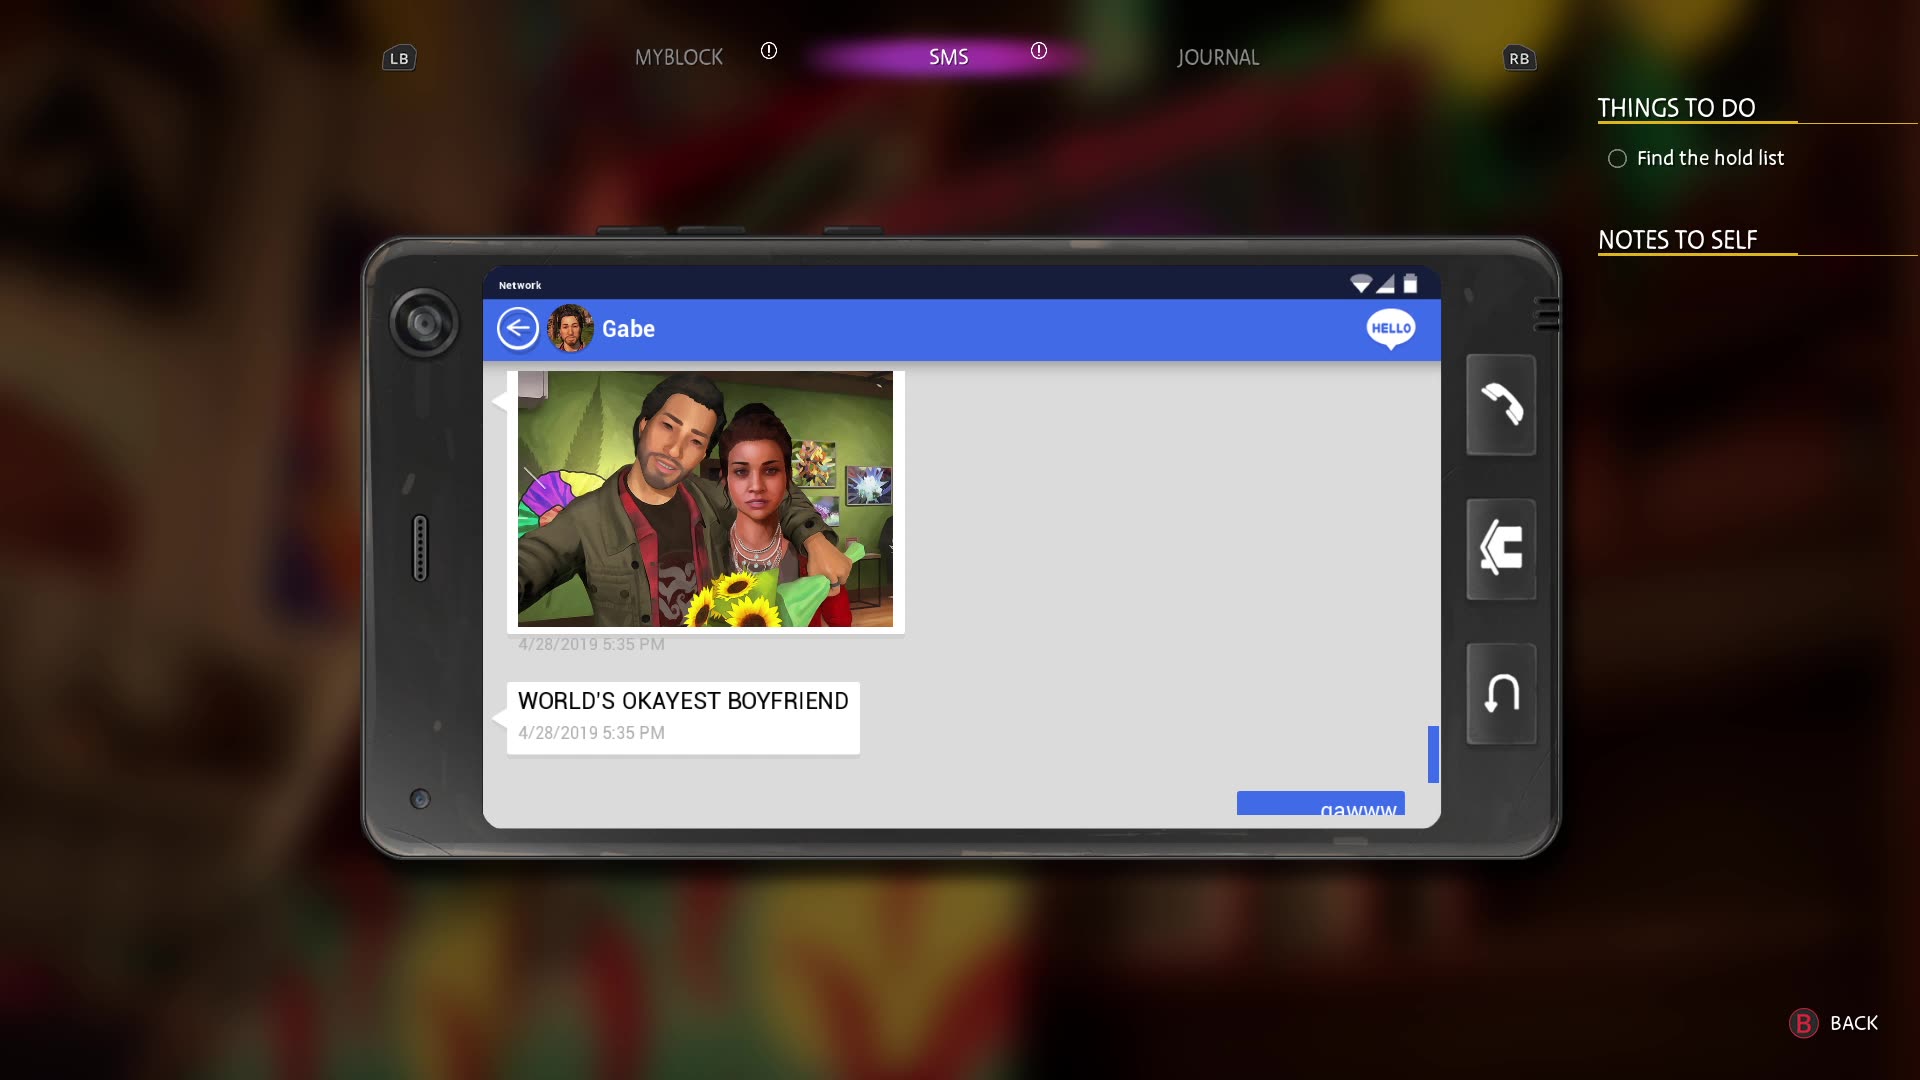 LB
MYBLOCK
SMS
JOURNAL
RB
THINGS TO DO
Find the hold list
NOTES TO SELF
Network
Gabe
HELLO
4/28/2019 5:35 PM
WORLD'S OKAYEST BOYFRIEND
4/28/2019 5:35 PM
gawww
B BACK